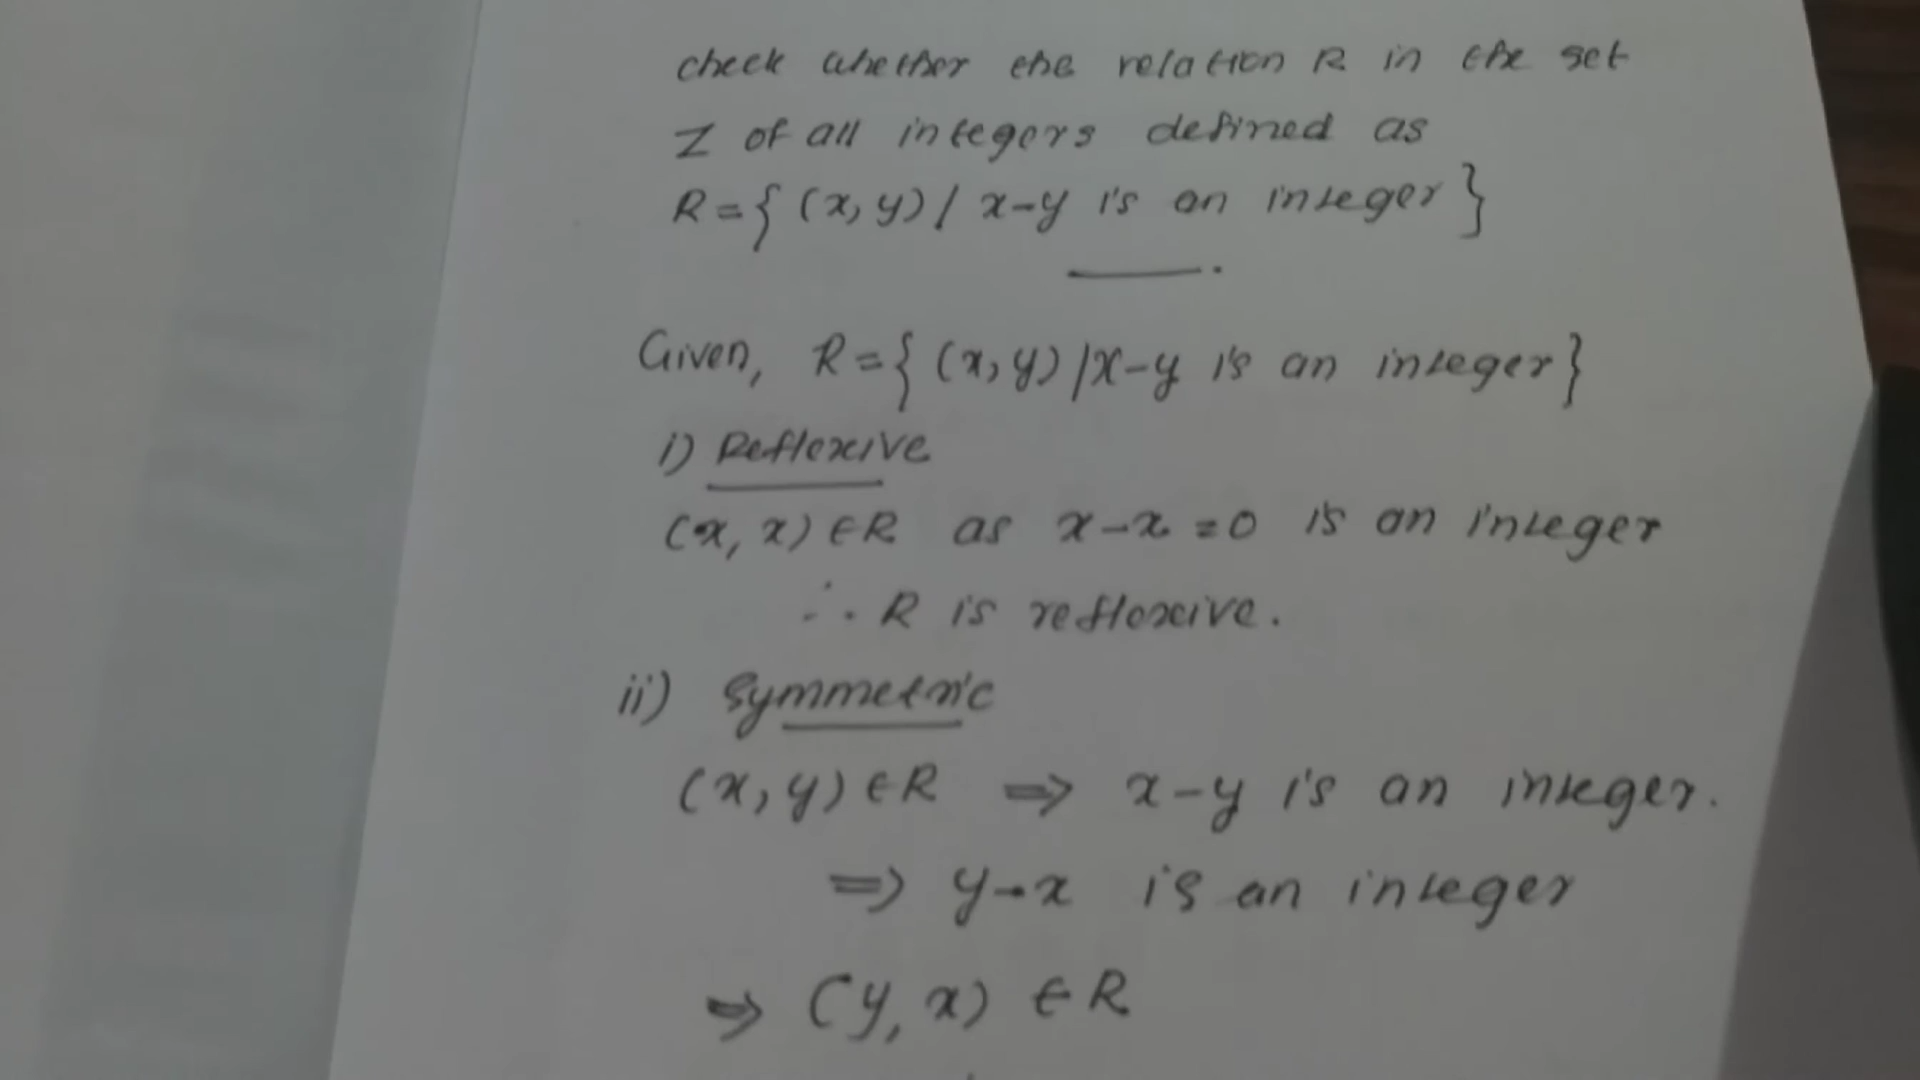 check whether the relation R in the set
Z of all integers defined as
R = { (x, y) / x-y is an integer }
Given, R = { (x, y) / x-y is an integer }
i) Reflexive
(x, x) ∈ R as x-x = 0 is an integer
∴ R is reflexive.
ii) Symmetric
(x, y) ∈ R ⇒ x-y is an integer.
⇒ y-x is an integer
⇒ (y, x) ∈ R